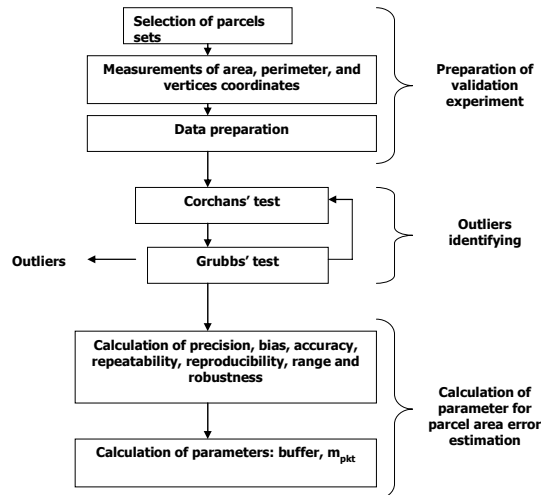 Selection of parcels
sets
Measurements of area, perimeter, and
vertices coordinates
Data preparation
Preparation of
validation
experiment
Corchans’ test
Grubbs’ test
Outliers
Outliers
identifying
Calculation of precision, bias, accuracy,
repeatability, reproducibility, range and
robustness
Calculation of parameters: buffer, mpkt
Calculation of
parameter for
parcel area error
estimation